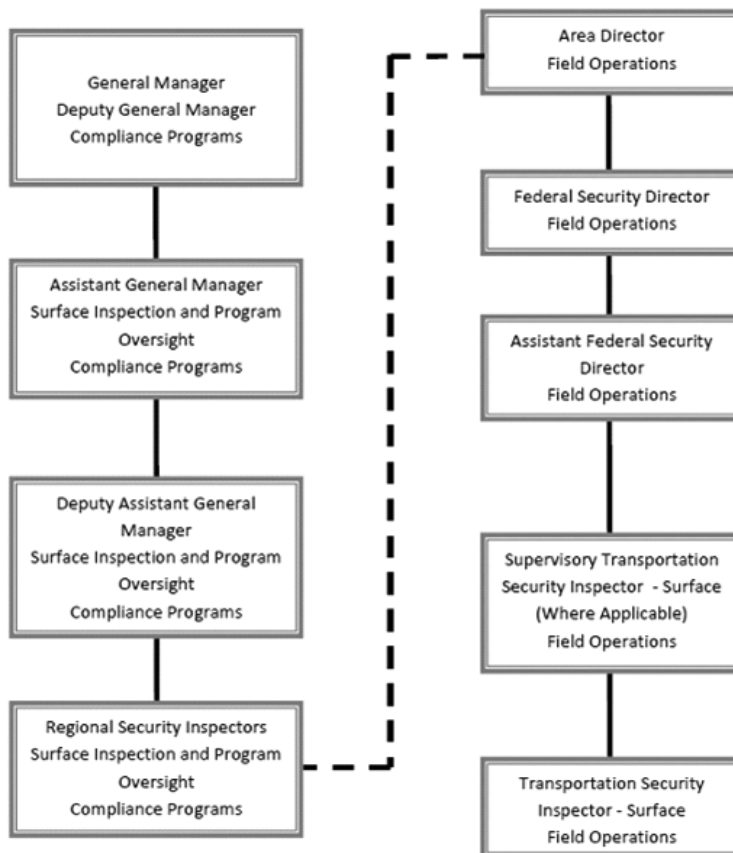 General Manager
Deputy General Manager
Compliance Programs
Assistant General Manager
Surface Inspection and Program
Oversight
Compliance Programs
Deputy Assistant General
Manager
Surface Inspection and Program
Oversight
Compliance Programs
Regional Security Inspectors
Surface Inspection and Program
Oversight
Compliance Programs
Area Director
Field Operations
Federal Security Director
Field Operations
Assistant Federal Security
Director
Field Operations
Supervisory Transportation
Security Inspector - Surface
(Where Applicable)
Field Operations
Transportation Security
Inspector - Surface
Field Operations